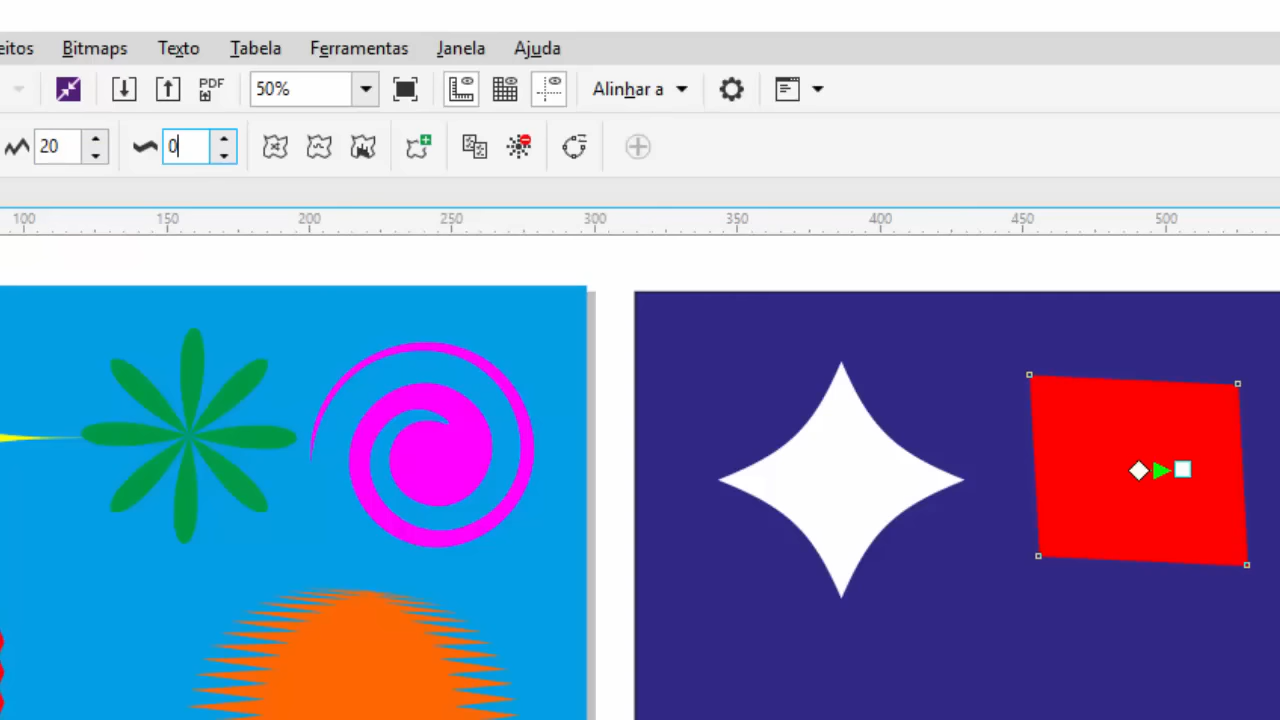 eitos Bitmaps Texto Tabela Ferramentas Janela Ajuda
PDF 50% Alinhar a
20 0
100 150 200 250 300 350 400 450 500